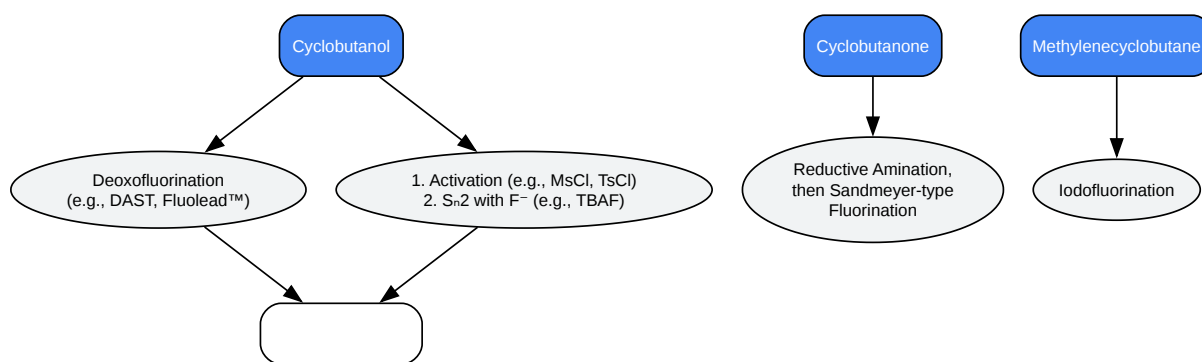 Cyclobutanol
Cyclobutanone
Methylenecyclobutane
Deoxofluorination
(e.g., DAST, Fluolead™)
1. Activation (e.g., MsCl, TsCl)
2. Sₙ2 with F⁻ (e.g., TBAF)
Reductive Amination,
then Sandmeyer-type
Fluorination
Iodofluorination